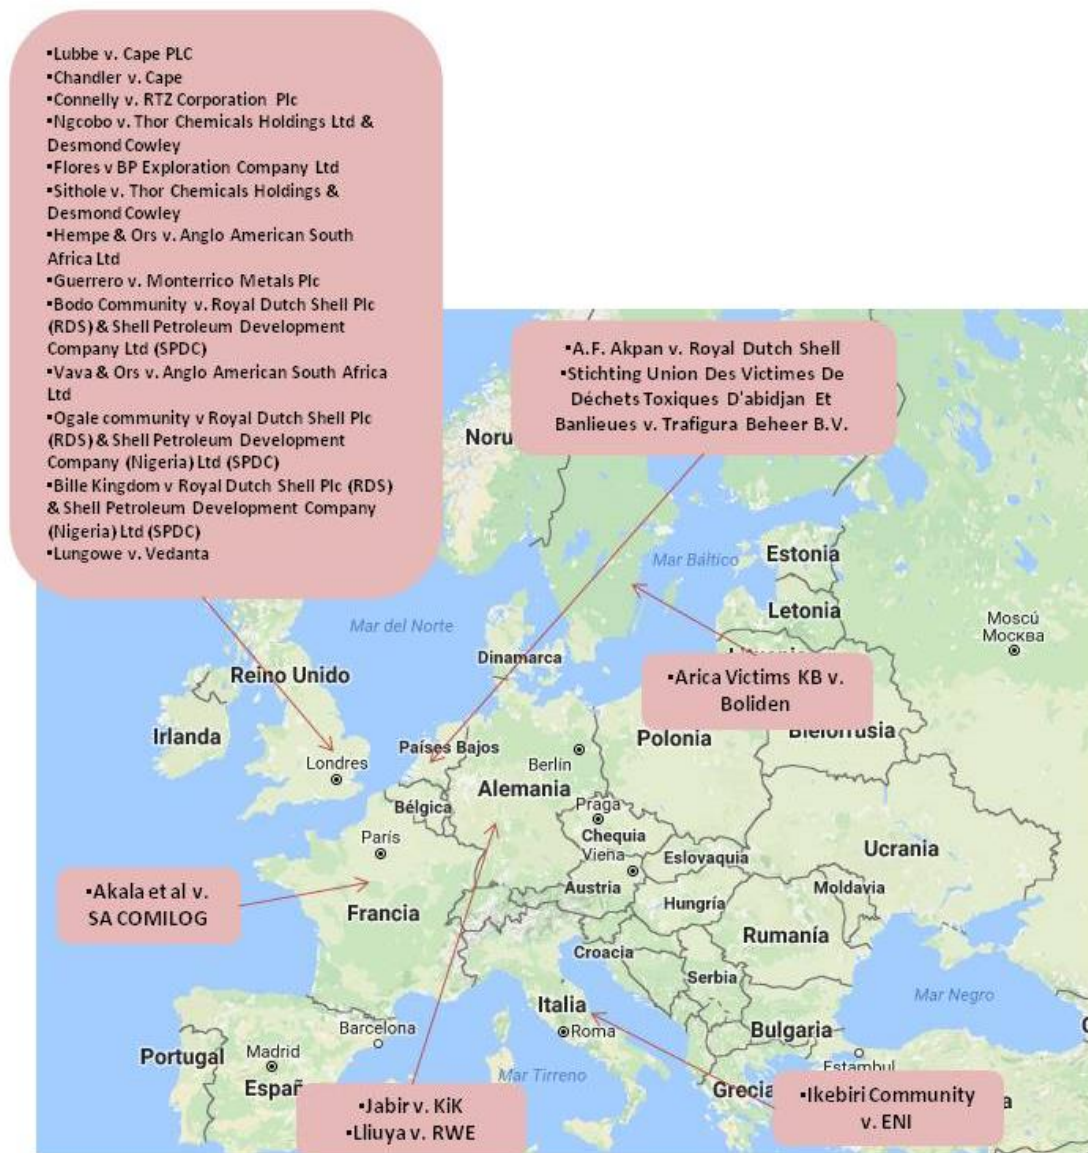 ▪Lubbe v. Cape PLC
▪Chandler v. Cape
▪Connelly v. RTZ Corporation Plc
▪Ngcobo v. Thor Chemicals Holdings Ltd &
Desmond Cowley
▪Flores v BP Exploration Company Ltd
▪Sithole v. Thor Chemicals Holdings &
Desmond Cowley
▪Hempe & Ors v. Anglo American South
Africa Ltd
▪Guerrero v. Monterrico Metals Plc
▪Bodo Community v. Royal Dutch Shell Plc
(RDS) & Shell Petroleum Development
Company Ltd (SPDC)
▪Vava & Ors v. Anglo American South Africa
Ltd
▪Ogale community v Royal Dutch Shell Plc
(RDS) & Shell Petroleum Development
Company (Nigeria) Ltd (SPDC)
▪Bille Kingdom v Royal Dutch Shell Plc (RDS)
& Shell Petroleum Development Company
(Nigeria) Ltd (SPDC)
▪Lungowe v. Vedanta
▪A.F. Akpan v. Royal Dutch Shell
▪Stichting Union Des Victimes De
Déchets Toxiques D'abidjan Et
Banlieues v. Trafigura Beheer B.V.
Noru
Mar Báltico
Estonia
Letonia
Moscú
Москва
Mar del Norte
Dinamarca
Reino Unido
▪Arica Victims KB v.
Boliden
Irlanda
Países Bajos
Polonia
Bielorrusia
Londres
Berlín
Alemania
Bélgica
Praga
Chequia
París
Viena
Eslovaquia
Ucrania
Austria
Moldavia
Hungría
▪Akala et al v.
SA COMILOG
Francia
Rumanía
Croacia
Serbia
Italia
Mar Negro
Barcelona
Roma
Bulgaria
Portugal
Madrid
Españ
Mar Tirreno
Grecia
Estambul
▪Jabir v. KiK
▪Lliuya v. RWE
▪Ikebiri Community
v. ENI
a